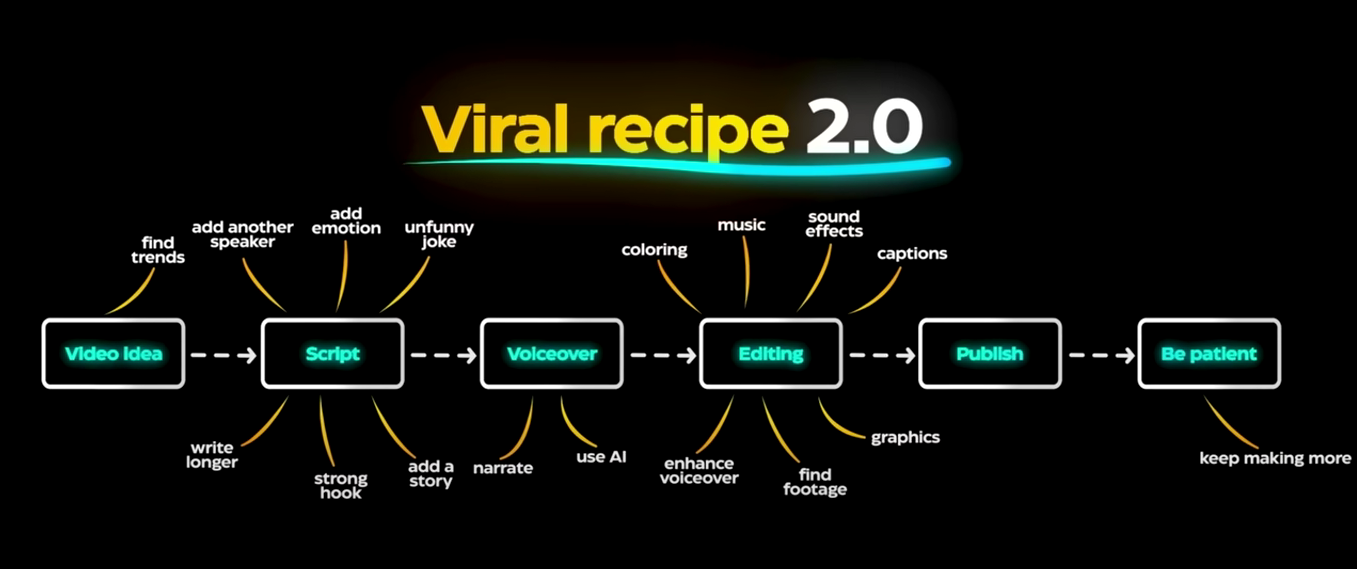 Viral recipe 2.0
find
trends
add another
speaker
add
emotion
unfunny
joke
coloring
music
sound
effects
captions
Video idea
Script
Voiceover
Editing
Publish
Be patient
write
longer
strong
hook
add a
story
narrate
use AI
enhance
voiceover
find
footage
graphics
keep making more